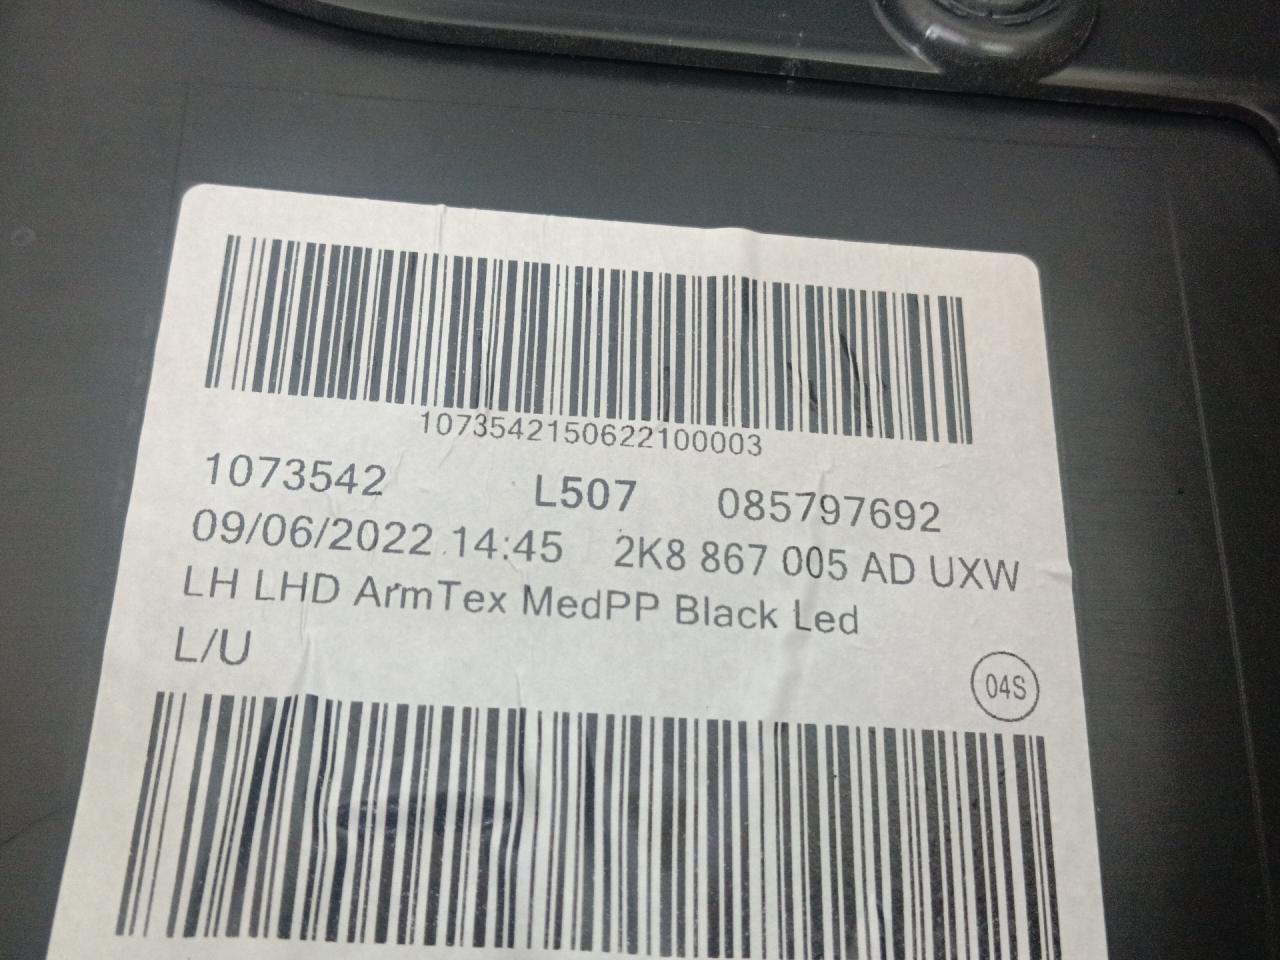 1073542150622100003
1073542 L507 085797692
09/06/2022 14:45 2K8 867 005 AD UXW
LH LHD ArmTex MedPP Black Led
L/U
04S